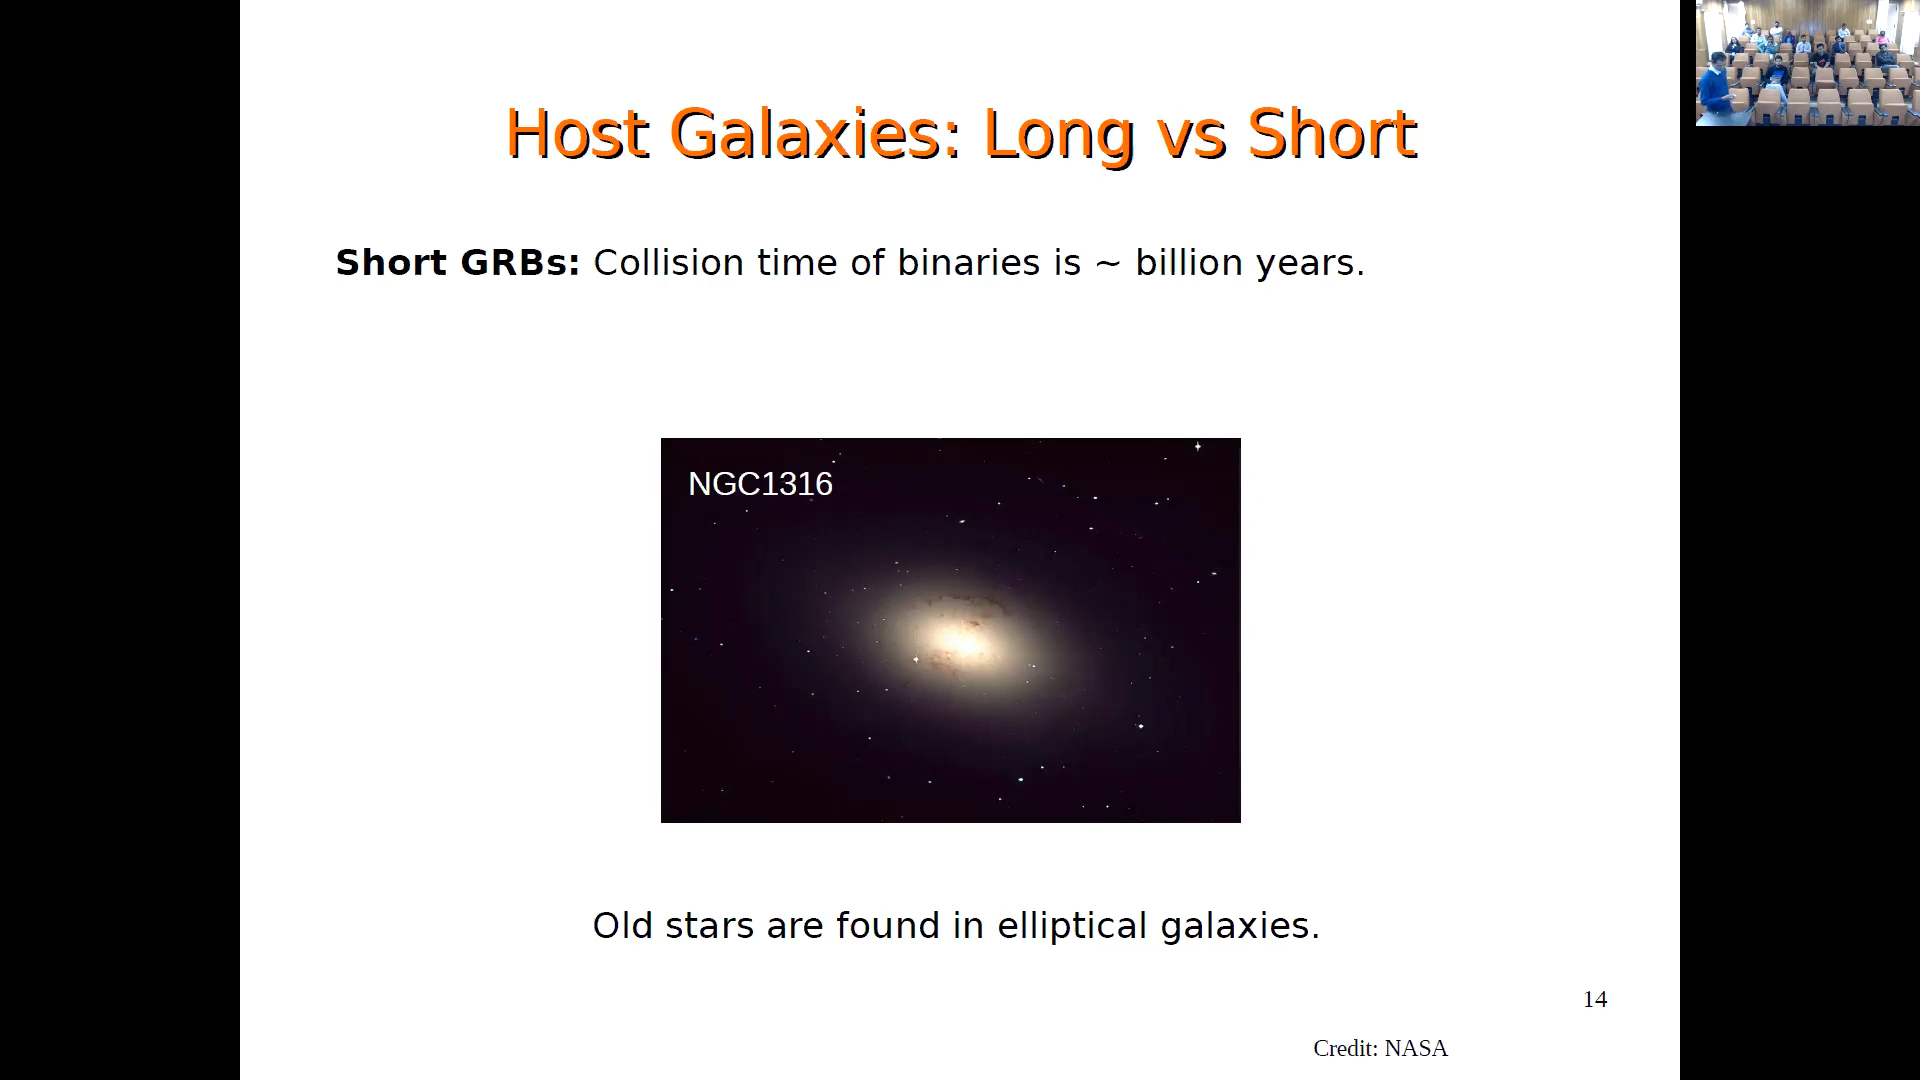 Host Galaxies: Long vs Short
Short GRBs: Collision time of binaries is ~ billion years.
NGC1316
Old stars are found in elliptical galaxies.
14
Credit: NASA